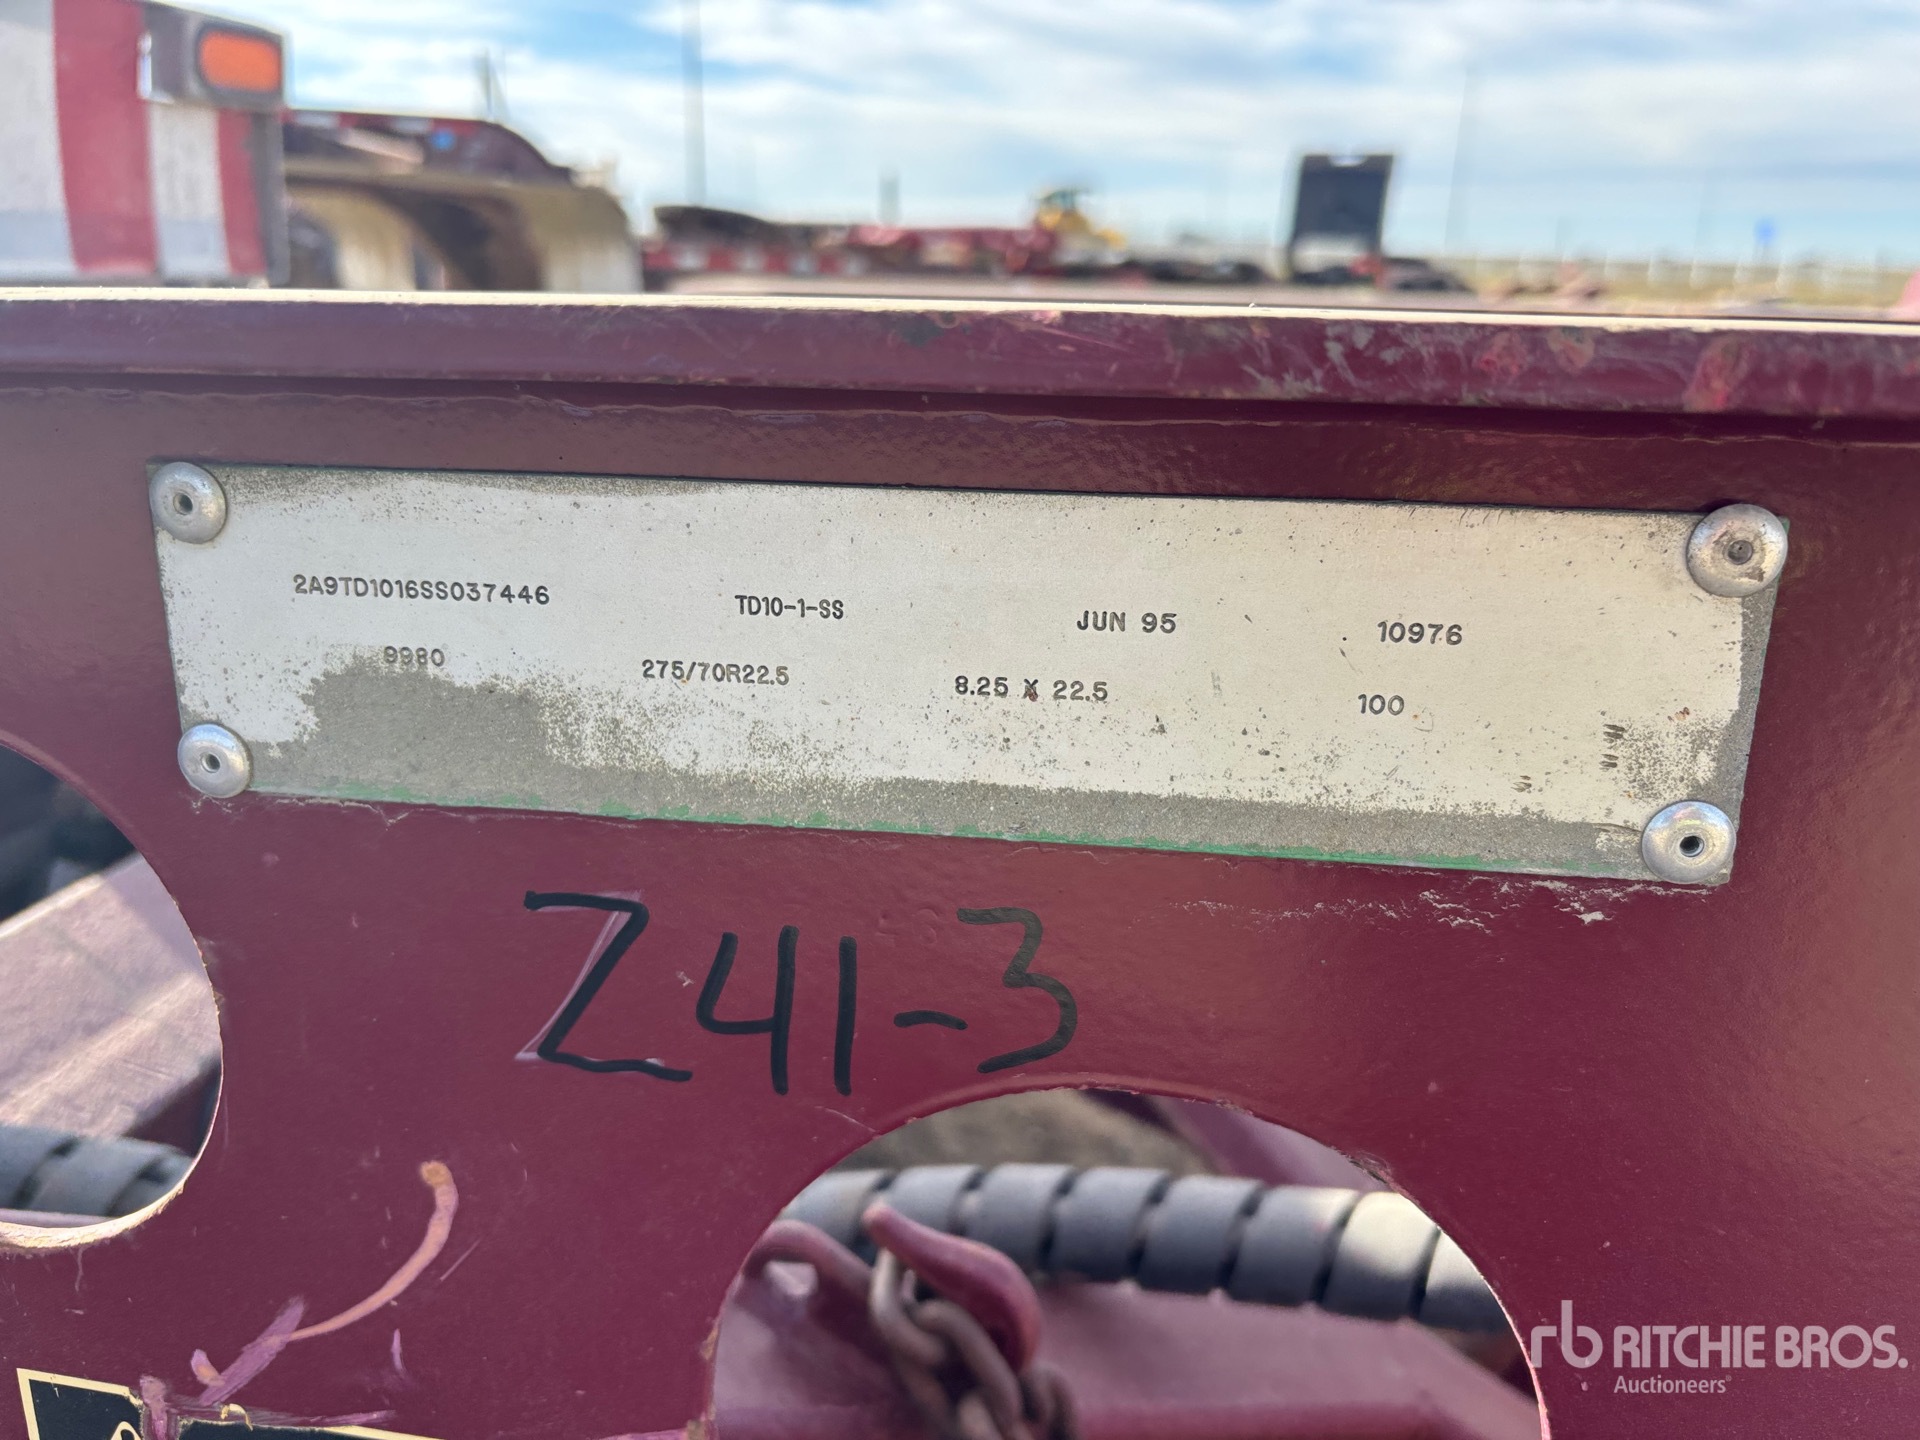 2A9TD1016SS037446 TD10-1-SS JUN 95 10976
9980 275/70R22.5 8.25 X 22.5 100
Z41-3
rb RITCHIE BROS.
Auctioneers